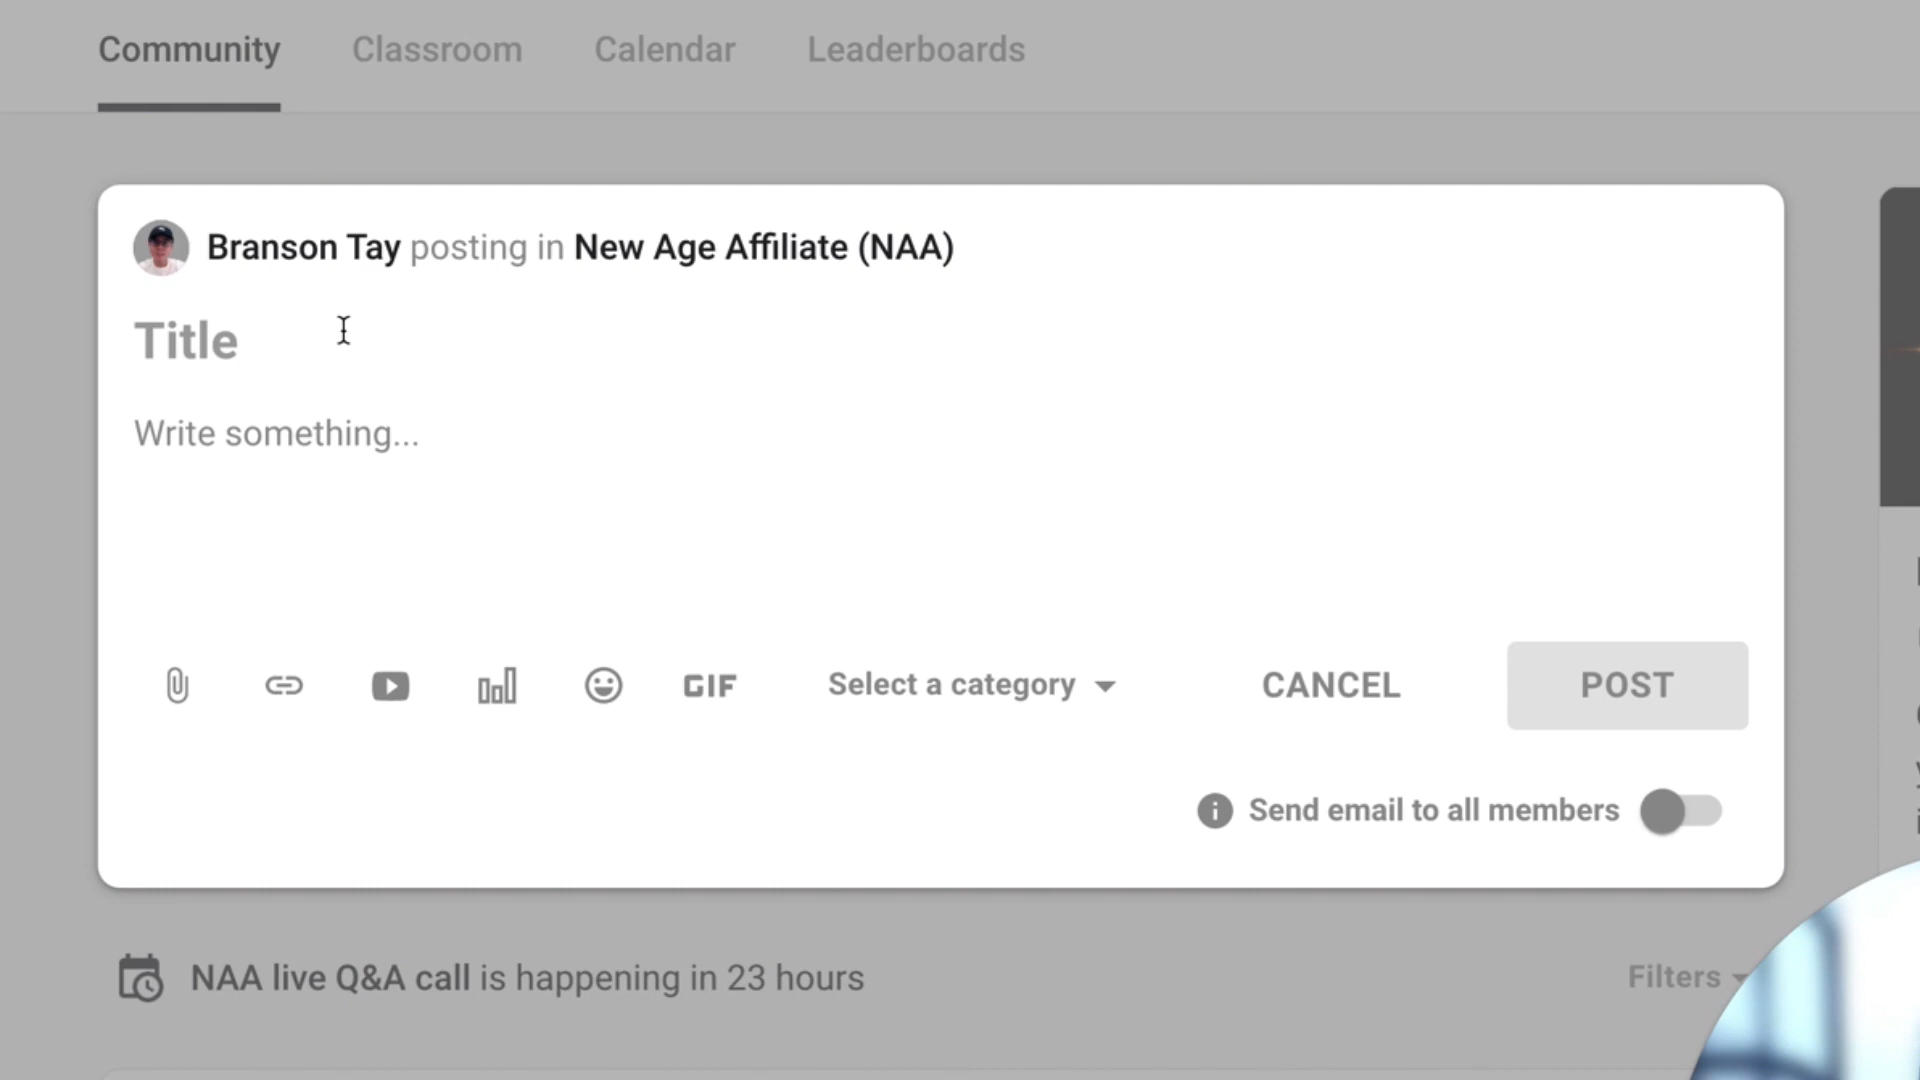 Community Classroom Calendar Leaderboards
Branson Tay posting in New Age Affiliate (NAA)
Title
Write something...
GIF Select a category CANCEL POST
Send email to all members
NAA live Q&A call is happening in 23 hours
Filters